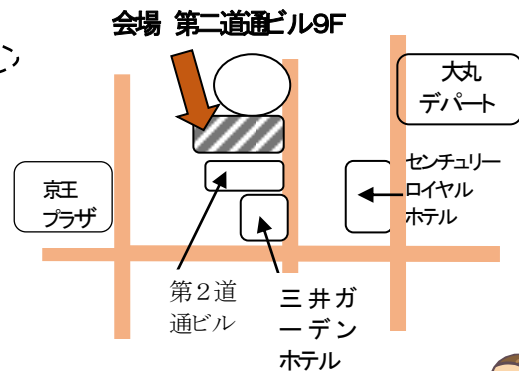 会場 第二道通ビル9F
大丸
デパート
センチュリー
ロイヤル
ホテル
京王
プラザ
第２道
通ビル
三井ガ
ーデン
ホテル